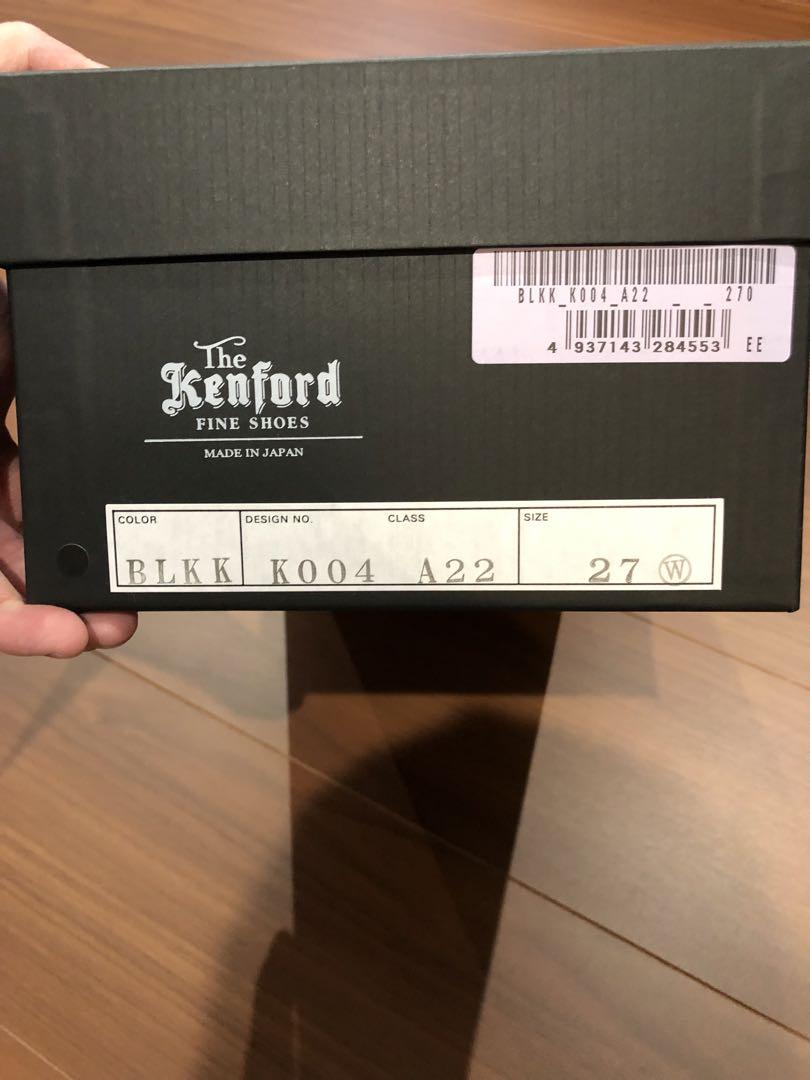 BLKK_K004_A22 _ _ 270
4 937143 284553 EE
The
Kenford
FINE SHOES
MADE IN JAPAN
COLOR DESIGN NO. CLASS SIZE
BLKK K004 A22 27 Ⓦ